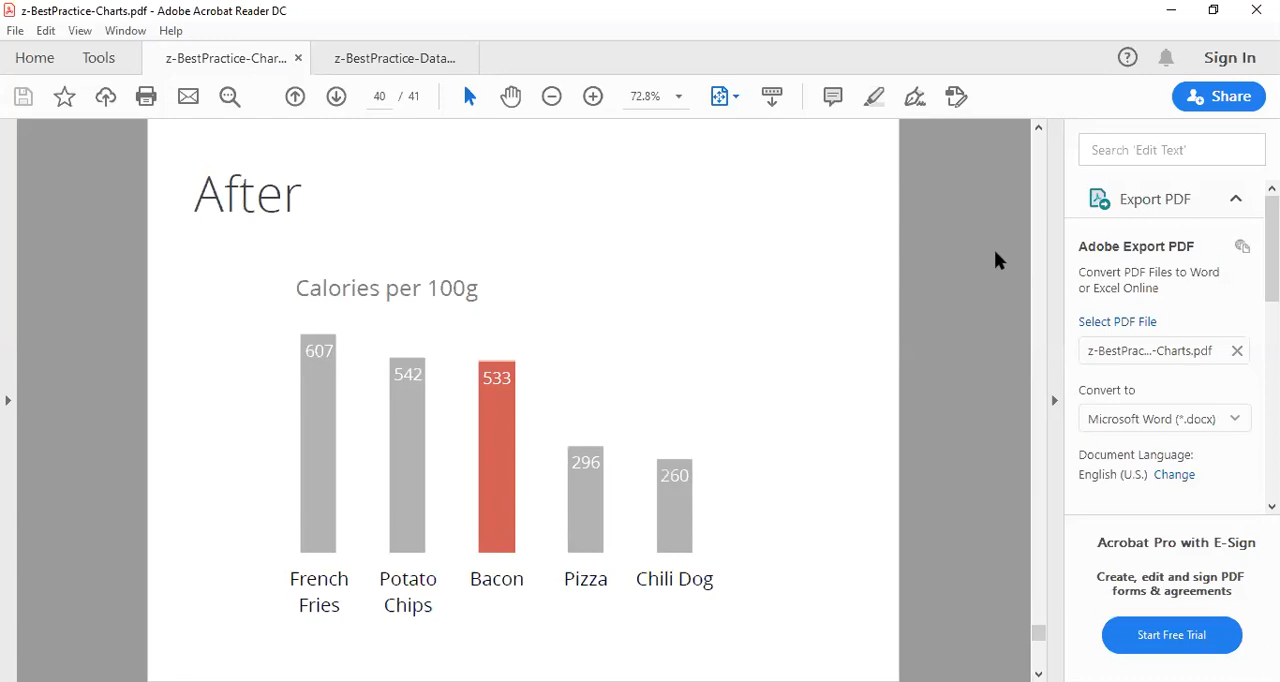 z-BestPractice-Charts.pdf - Adobe Acrobat Reader DC
File Edit View Window Help
Home Tools z-BestPractice-Char... × z-BestPractice-Data... Sign In
40 / 41 72.8% Share
After
Calories per 100g
607
542
533
296
260
French Fries
Potato Chips
Bacon
Pizza
Chili Dog
Search 'Edit Text'
Export PDF
Adobe Export PDF
Convert PDF Files to Word
or Excel Online
Select PDF File
z-BestPrac...-Charts.pdf
Convert to
Microsoft Word (*.docx)
Document Language:
English (U.S.) Change
Acrobat Pro with E-Sign
Create, edit and sign PDF
forms & agreements
Start Free Trial